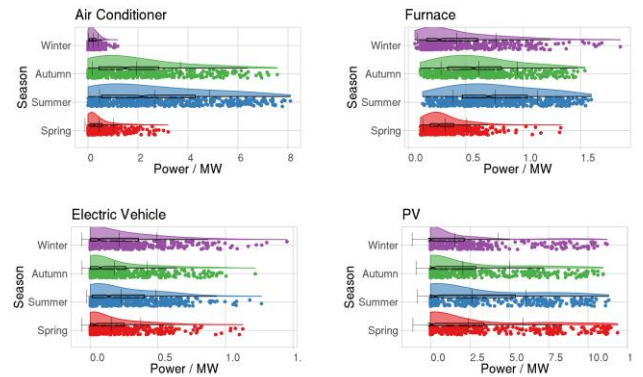 Air Conditioner
Season
Winter
Autumn
Summer
Spring
0 2 4 6 8
Power / MW
Furnace
Season
Winter
Autumn
Summer
Spring
0.0 0.5 1.0 1.5
Power / MW
Electric Vehicle
Season
Winter
Autumn
Summer
Spring
0.0 0.5 1.0 1.
Power / MW
PV
Season
Winter
Autumn
Summer
Spring
0.0 2.5 5.0 7.5 10.0 1
Power / MW